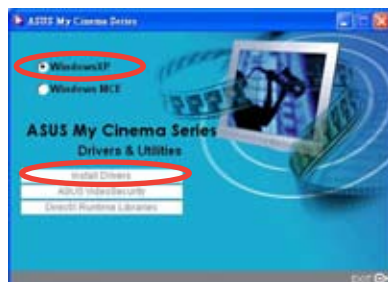 ASUS My Cinema Series
WindowsXP
Windows MCE
ASUS My Cinema Series
Drivers & Utilities
Install Drivers
ASUS VideoSecurity
DirectX Runtime Libraries
EXIT